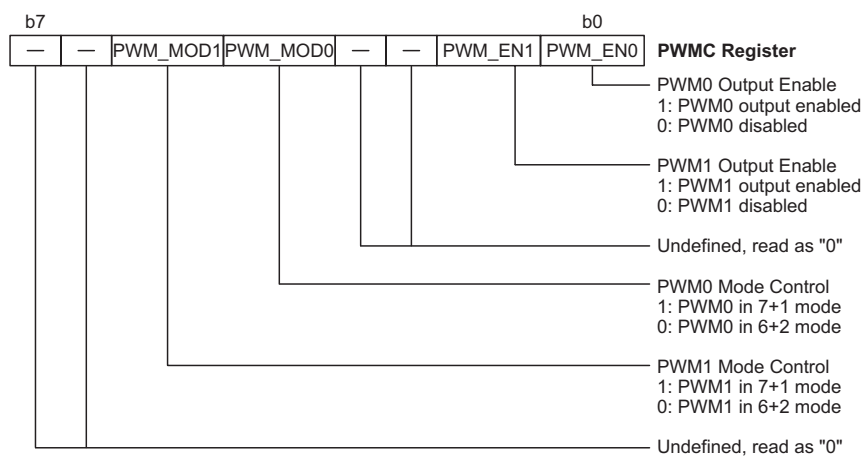 b7 b0
— — PWM_MOD1 PWM_MOD0 — — PWM_EN1 PWM_EN0 PWMC Register
PWM0 Output Enable
1: PWM0 output enabled
0: PWM0 disabled
PWM1 Output Enable
1: PWM1 output enabled
0: PWM1 disabled
Undefined, read as "0"
PWM0 Mode Control
1: PWM0 in 7+1 mode
0: PWM0 in 6+2 mode
PWM1 Mode Control
1: PWM1 in 7+1 mode
0: PWM1 in 6+2 mode
Undefined, read as "0"